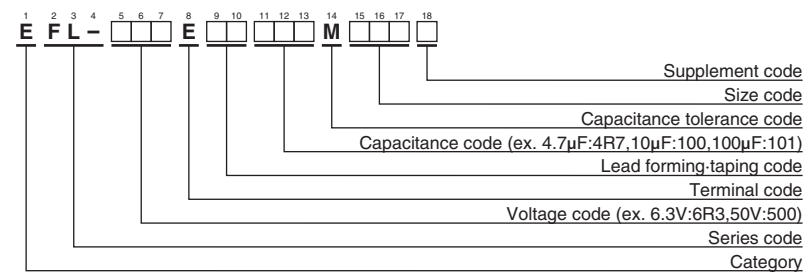 1 2 3 4 5 6 7 8 9 10 11 12 13 14 15 16 17 18
E FL– E M
Supplement code
Size code
Capacitance tolerance code
Capacitance code (ex. 4.7μF:4R7,10μF:100,100μF:101)
Lead forming·taping code
Terminal code
Voltage code (ex. 6.3V:6R3,50V:500)
Series code
Category